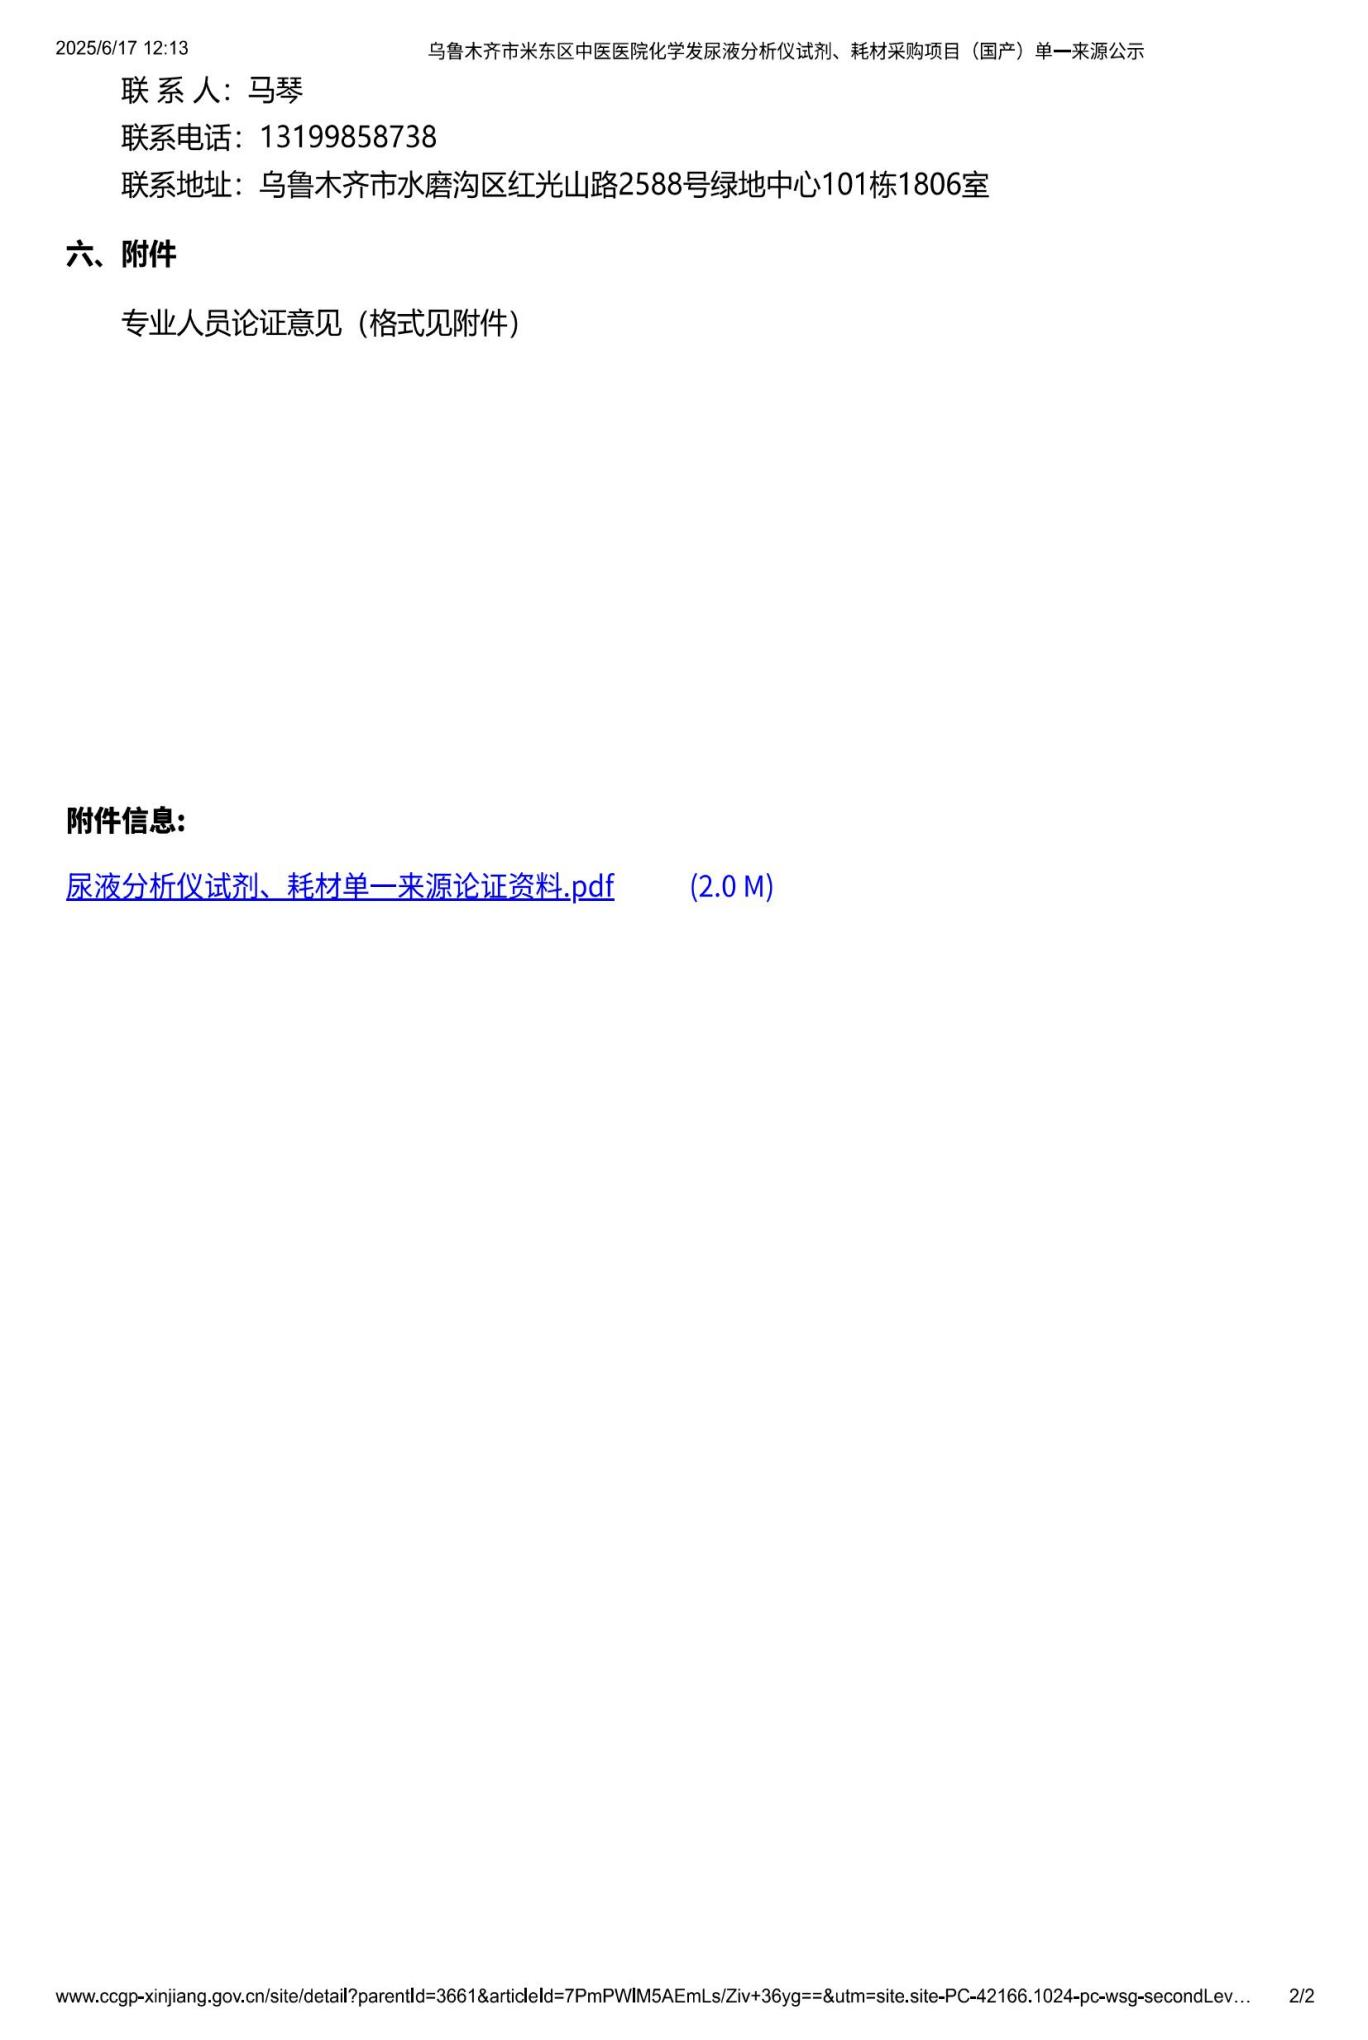 2025/6/17 12:13 乌鲁木齐市米东区中医医院化学发尿液分析仪试剂、耗材采购项目（国产）单一来源公示
联 系 人：马琴
联系电话：13199858738
联系地址：乌鲁木齐市水磨沟区红光山路2588号绿地中心101栋1806室
六、附件
专业人员论证意见（格式见附件）
附件信息:
尿液分析仪试剂、耗材单一来源论证资料.pdf (2.0 M)
www.ccgp-xinjiang.gov.cn/site/detail?parentId=3661&articleId=7PmPWlM5AEmLs/Ziv+36yg==&utm=site.site-PC-42166.1024-pc-wsg-secondLev… 2/2